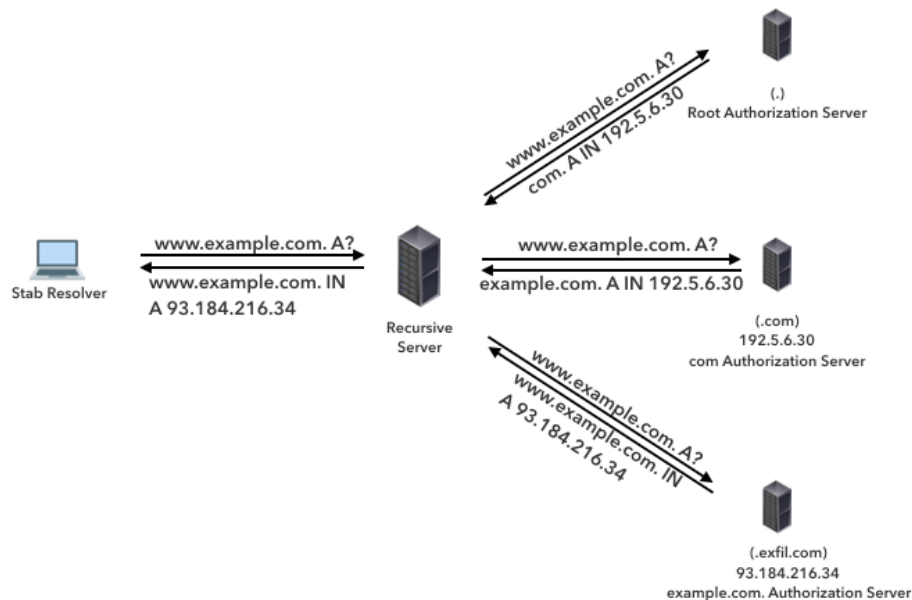 www.example.com. A?
com. A IN 192.5.6.30
(.)
Root Authorization Server
www.example.com. A?
www.example.com. IN
A 93.184.216.34
Stab Resolver
Recursive
Server
www.example.com. A?
example.com. A IN 192.5.6.30
(.com)
192.5.6.30
com Authorization Server
www.example.com. A?
www.example.com. IN
A 93.184.216.34
(.exfil.com)
93.184.216.34
example.com. Authorization Server